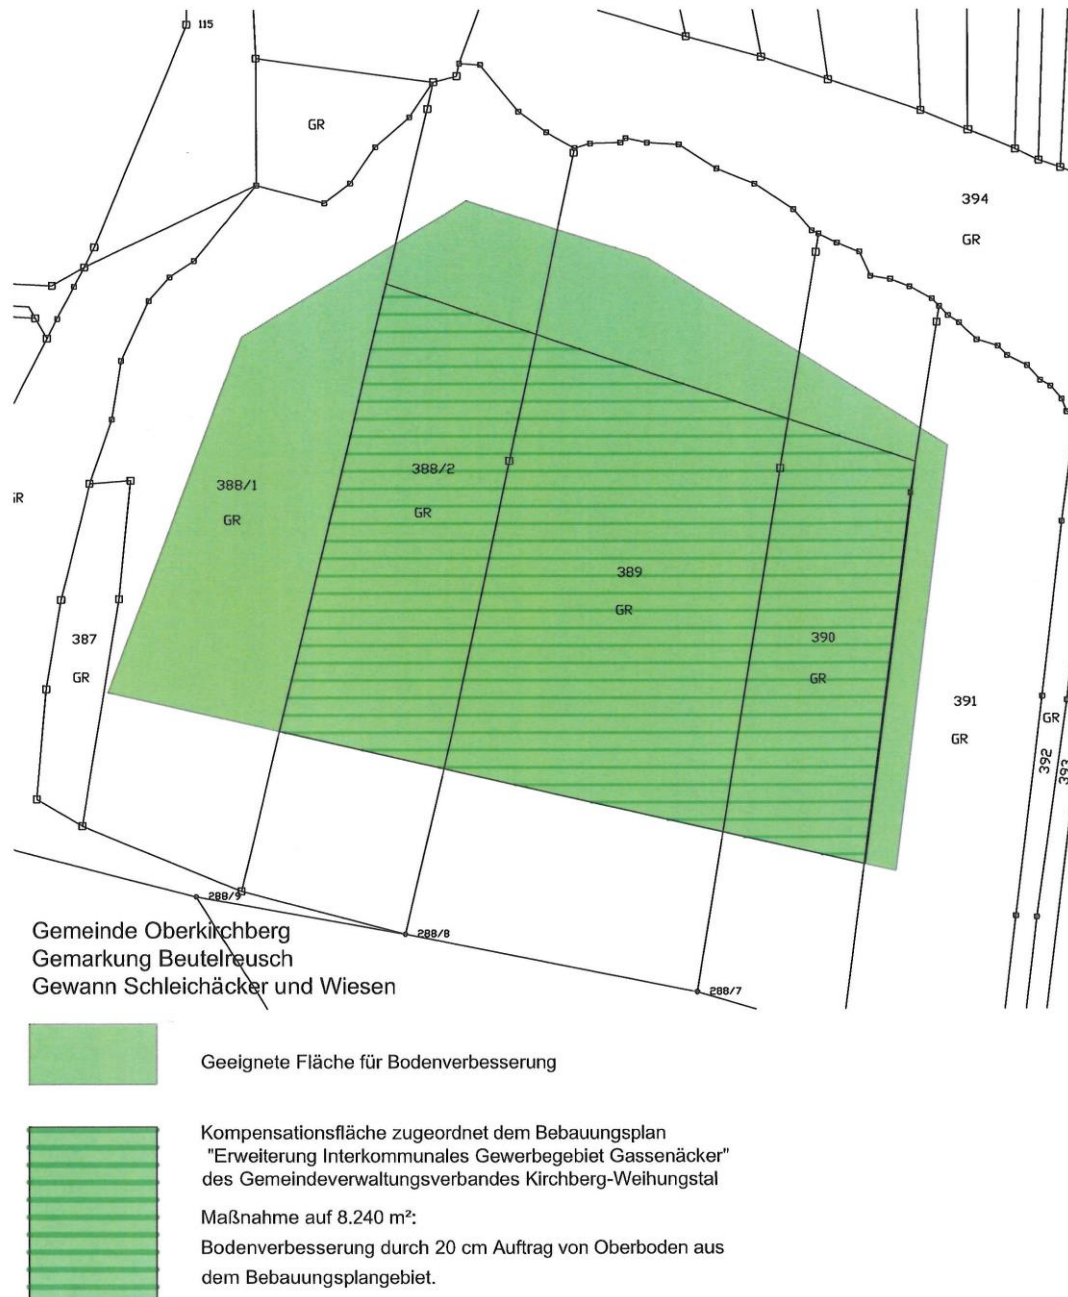 115
GR
394
GR
388/1
GR
388/2
GR
389
GR
387
GR
390
GR
391
GR
GR
392
393
288/9
288/8
288/7
Gemeinde Oberkirchberg
Gemarkung Beutelreusch
Gewann Schleichäcker und Wiesen
Geeignete Fläche für Bodenverbesserung
Kompensationsfläche zugeordnet dem Bebauungsplan
"Erweiterung Interkommunales Gewerbegebiet Gassenäcker"
des Gemeindeverwaltungsverbandes Kirchberg-Weihungstal
Maßnahme auf 8.240 m²:
Bodenverbesserung durch 20 cm Auftrag von Oberboden aus
dem Bebauungsplangebiet.